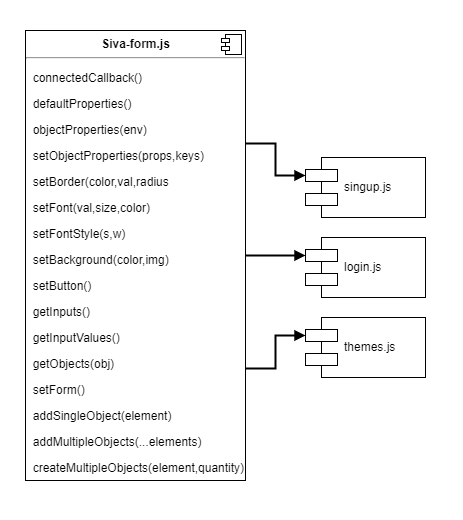 Siva-form.js
connectedCallback()
defaultProperties()
objectProperties(env)
setObjectProperties(props,keys)
setBorder(color,val,radius
setFont(val,size,color)
setFontStyle(s,w)
setBackground(color,img)
setButton()
getInputs()
getInputValues()
getObjects(obj)
setForm()
addSingleObject(element)
addMultipleObjects(...elements)
createMultipleObjects(element,quantity)
singup.js
login.js
themes.js